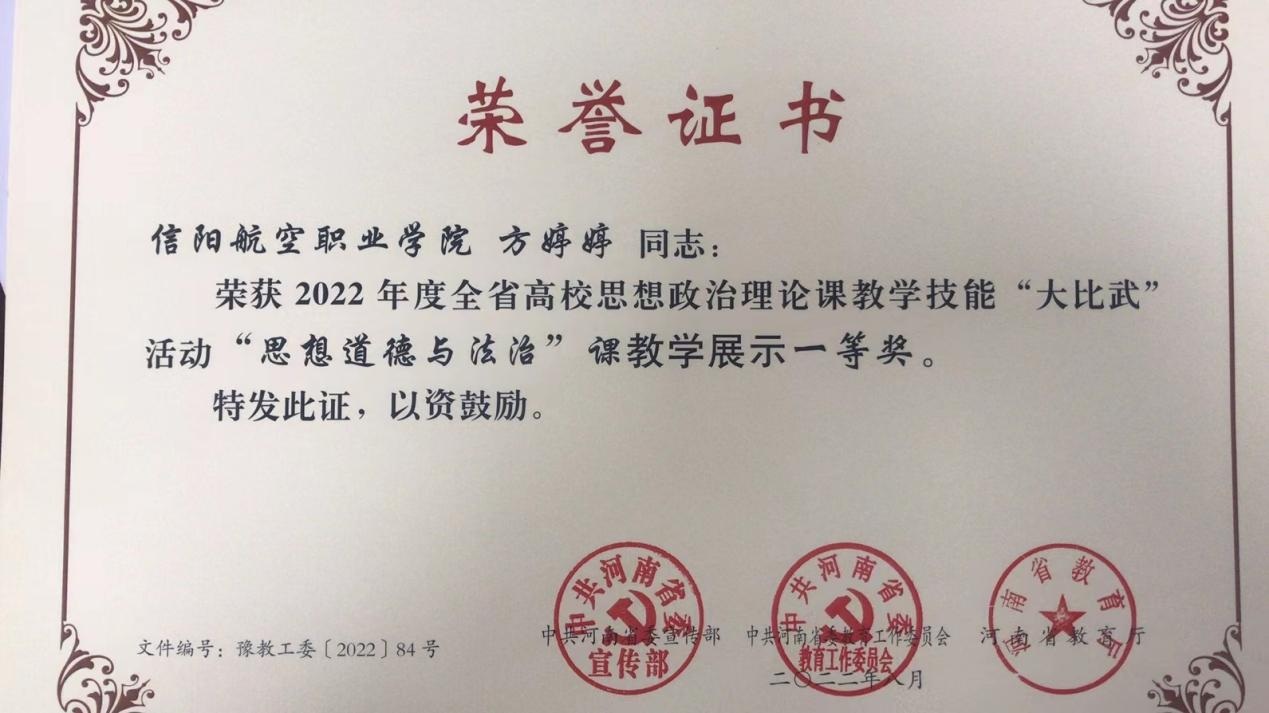 荣誉证书
信阳航空职业学院 方婷婷 同志：
荣获 2022 年度全省高校思想政治理论课教学技能“大比武”
活动“思想道德与法治”课教学展示一等奖。
特发此证，以资鼓励。
中共河南省委
宣传部
中共河南省委
教育工作委员会
河南省教育厅
文件编号：豫教工委〔2022〕84号
中共河南省委宣传部 中共河南省委教育工作委员会 河南省教育厅
二〇二二年八月